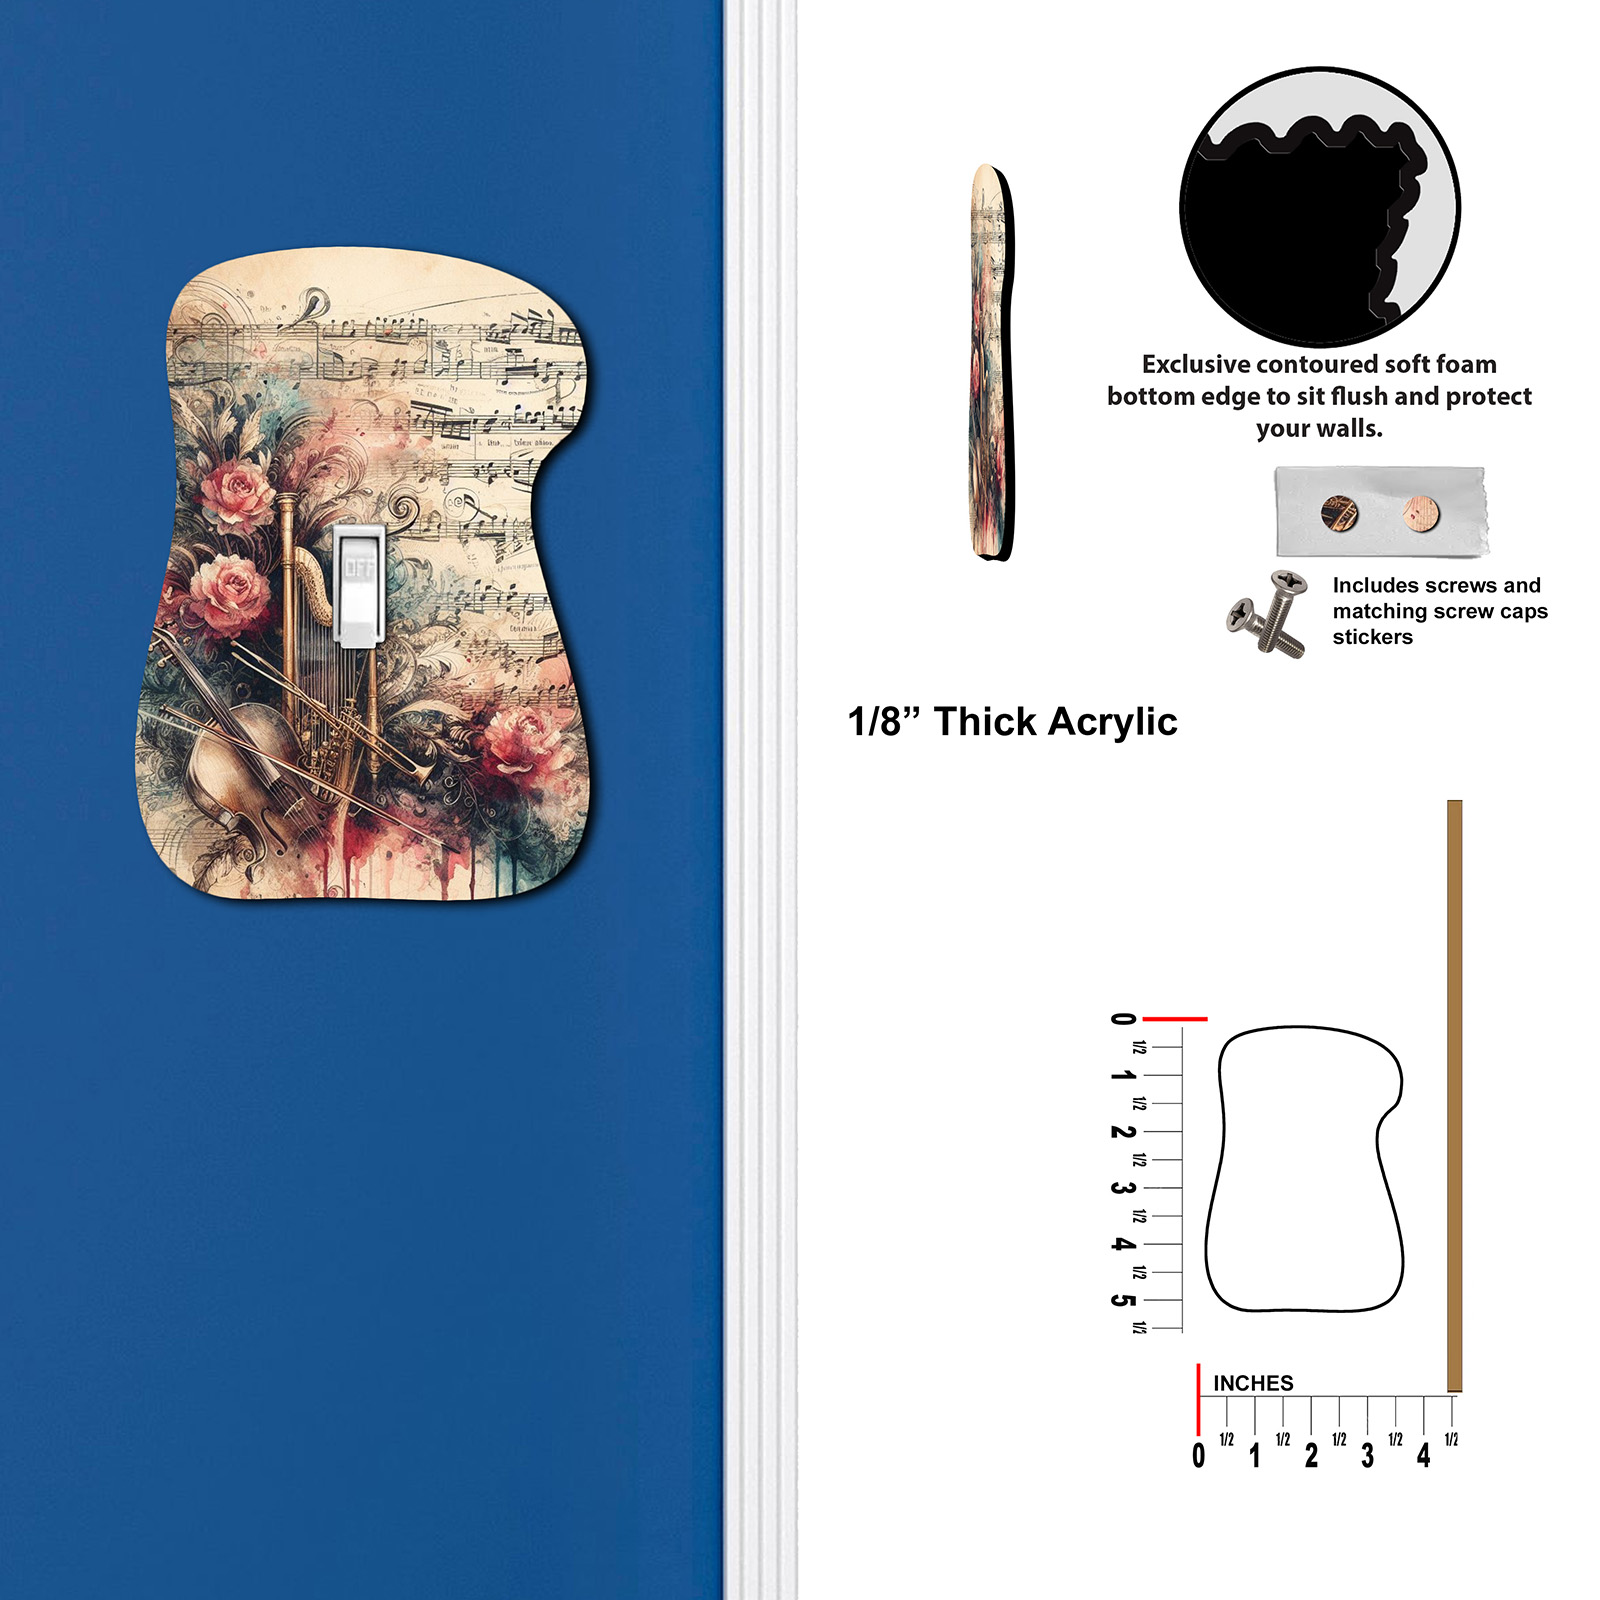 OFF
Exclusive contoured soft foam
bottom edge to sit flush and protect
your walls.
Includes screws and
matching screw caps
stickers
1/8” Thick Acrylic
0
1/2
1
1/2
2
1/2
3
1/2
4
1/2
5
1/2
INCHES
0 1/2 1 1/2 2 1/2 3 1/2 4 1/2